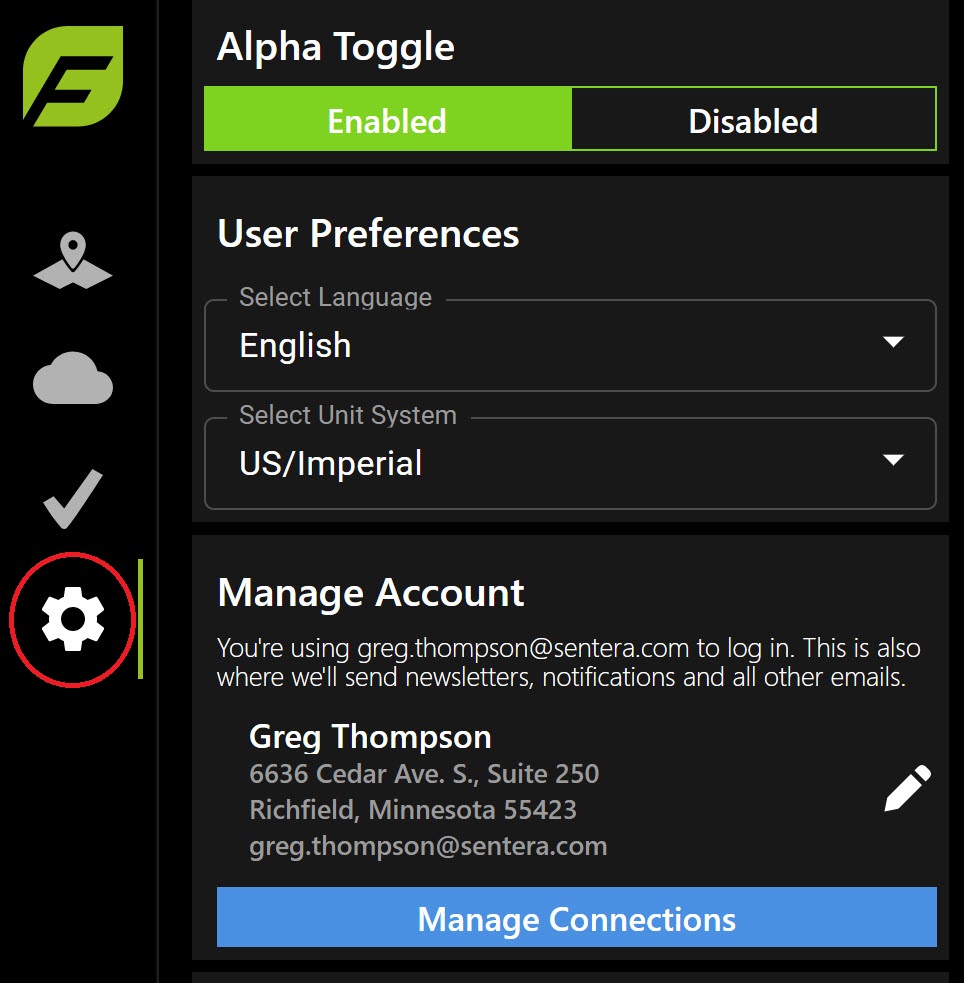 Alpha Toggle
Enabled
Disabled
User Preferences
Select Language
English
Select Unit System
US/Imperial
Manage Account
You're using greg.thompson@sentera.com to log in. This is also
where we'll send newsletters, notifications and all other emails.
Greg Thompson
6636 Cedar Ave. S., Suite 250
Richfield, Minnesota 55423
greg.thompson@sentera.com
Manage Connections